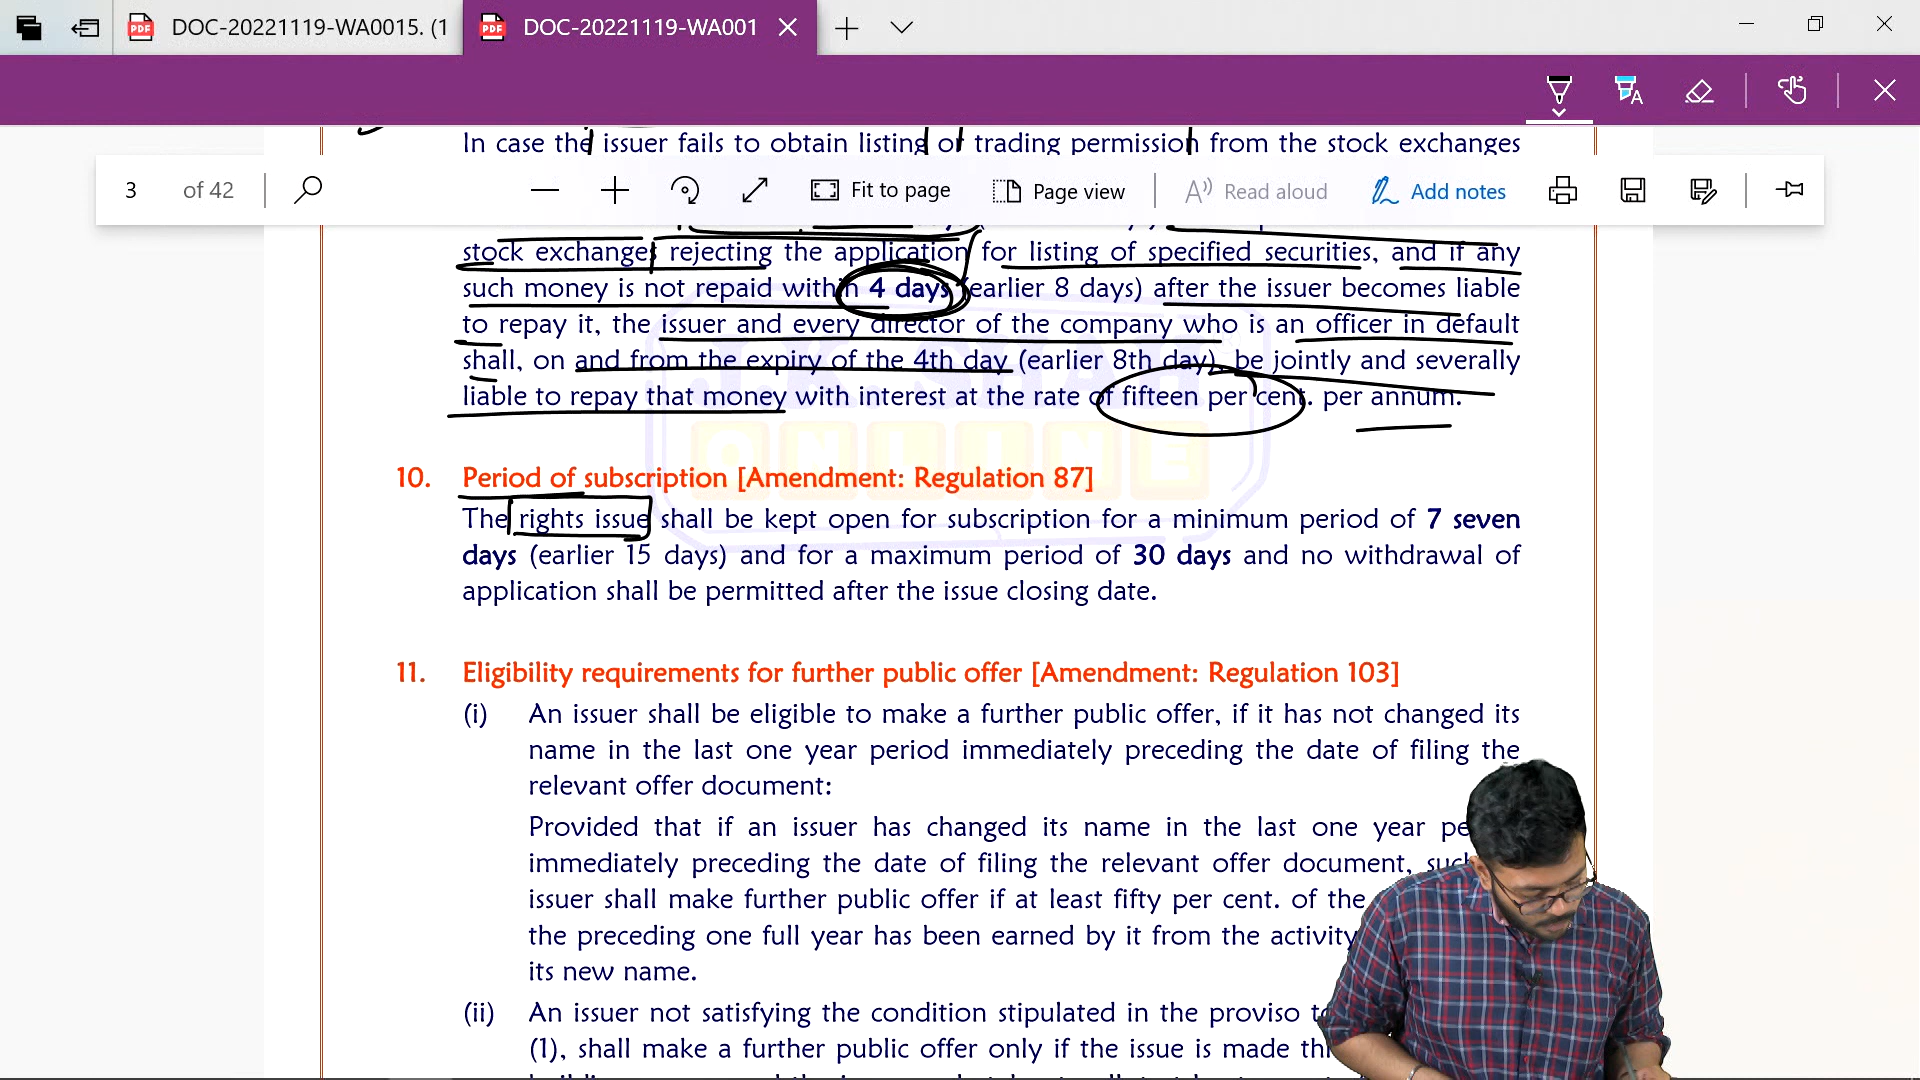 DOC-20221119-WA0015. (1
DOC-20221119-WA001
In case the issuer fails to obtain listing or trading permission from the stock exchanges
3 of 42
Fit to page
Page view
Read aloud
Add notes
stock exchanges rejecting the application for listing of specified securities, and if any
such money is not repaid within 4 days (earlier 8 days) after the issuer becomes liable
to repay it, the issuer and every director of the company who is an officer in default
shall, on and from the expiry of the 4th day (earlier 8th day), be jointly and severally
liable to repay that money with interest at the rate of fifteen per cent. per annum.
ONLINE
10. Period of subscription [Amendment: Regulation 87]
The rights issue shall be kept open for subscription for a minimum period of 7 seven
days (earlier 15 days) and for a maximum period of 30 days and no withdrawal of
application shall be permitted after the issue closing date.
11. Eligibility requirements for further public offer [Amendment: Regulation 103]
(i) An issuer shall be eligible to make a further public offer, if it has not changed its
name in the last one year period immediately preceding the date of filing the
relevant offer document:
Provided that if an issuer has changed its name in the last one year
immediately preceding the date of filing the relevant offer document,
issuer shall make further public offer if at least fifty per cent. of the
the preceding one full year has been earned by it from the activity
its new name.
(ii) An issuer not satisfying the condition stipulated in the proviso
(1), shall make a further public offer only if the issue is made